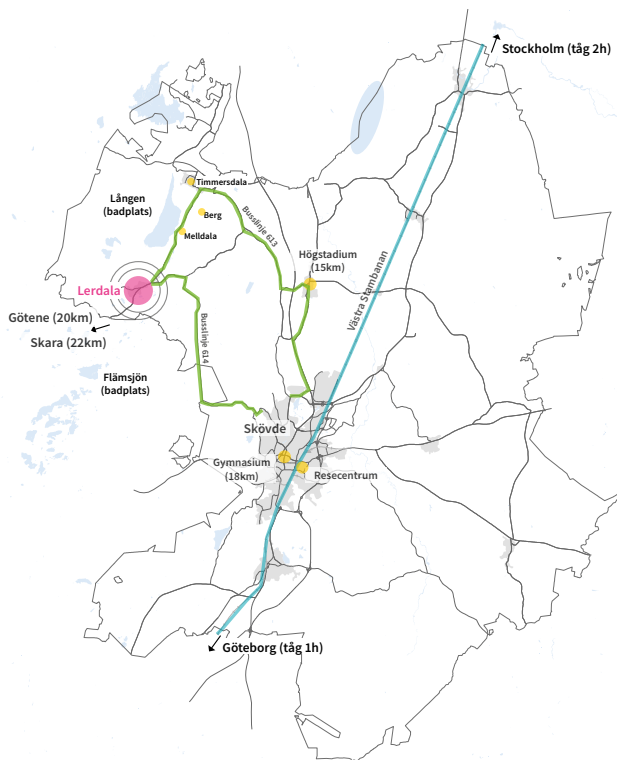 Stockholm (tåg 2h)
Timmersdala
Lången
(badplats)
Berg
Melldala
Busslinje 613
Högstadium
(15km)
Västra Stambanan
Lerdala
Götene (20km)
Skara (22km)
Busslinje 614
Flämsjön
(badplats)
Skövde
Gymnasium
(18km)
Resecentrum
Göteborg (tåg 1h)